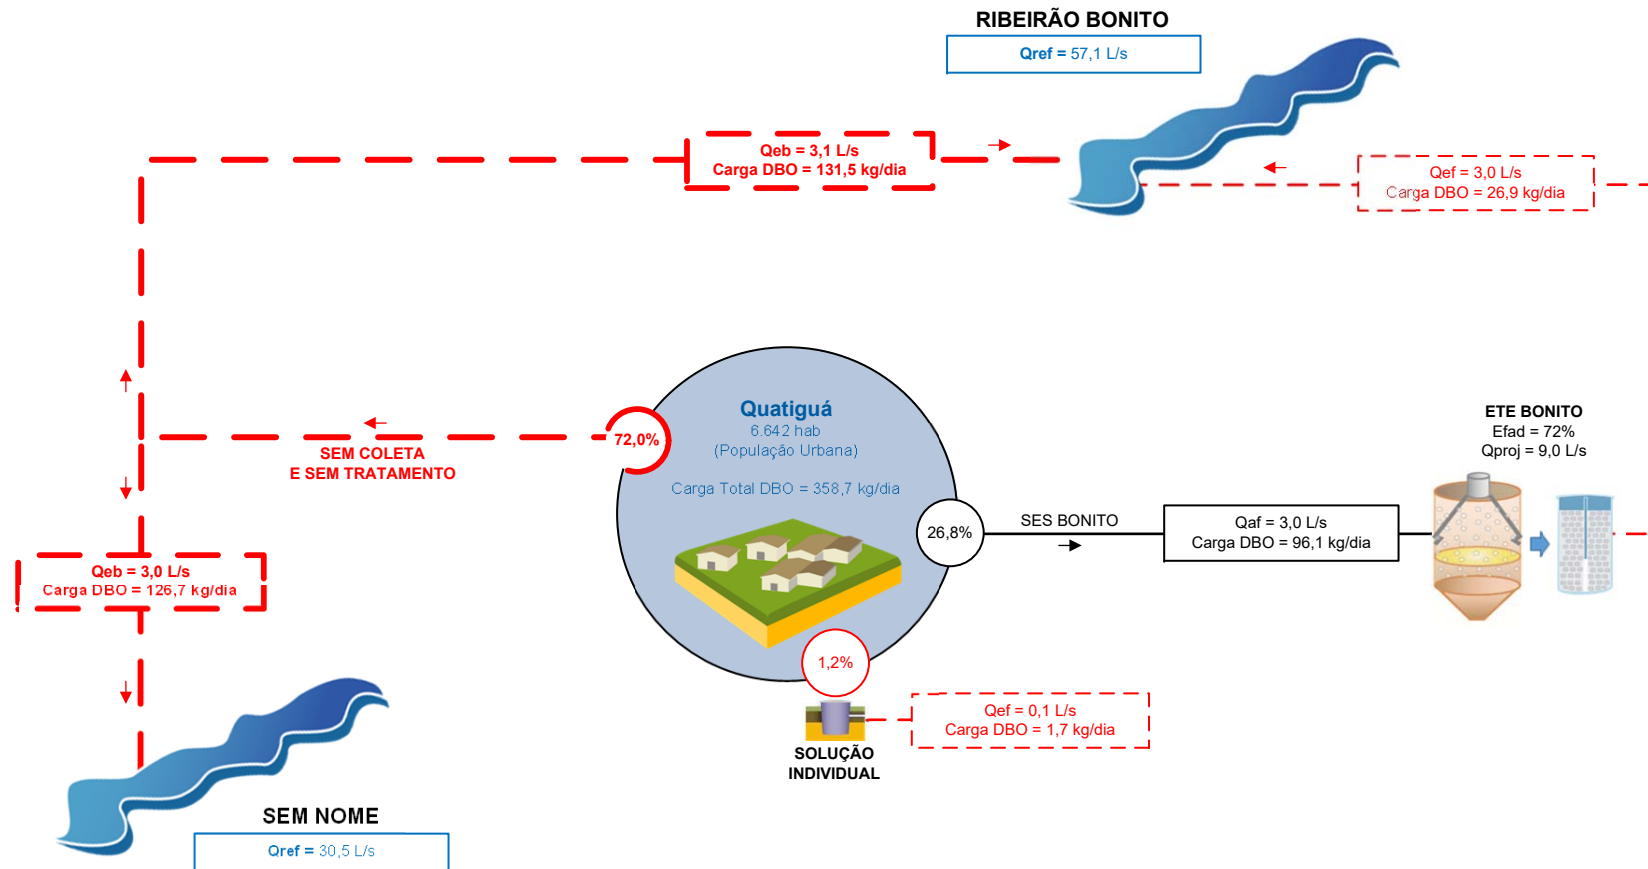 RIBEIRÃO BONITO
Qref = 57,1 L/s
Qeb = 3,1 L/s
Carga DBO = 131,5 kg/dia
Qef = 3,0 L/s
Carga DBO = 26,9 kg/dia
72,0%
SEM COLETA
E SEM TRATAMENTO
Quatiguá
6.642 hab
(População Urbana)
Carga Total DBO = 358,7 kg/dia
26,8%
SES BONITO
Qaf = 3,0 L/s
Carga DBO = 96,1 kg/dia
ETE BONITO
Efad = 72%
Qproj = 9,0 L/s
Qeb = 3,0 L/s
Carga DBO = 126,7 kg/dia
1,2%
SOLUÇÃO
INDIVIDUAL
Qef = 0,1 L/s
Carga DBO = 1,7 kg/dia
SEM NOME
Qref = 30,5 L/s